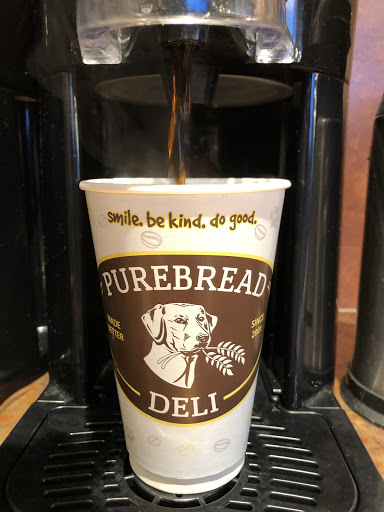 smile. be kind. do good.
PUREBREAD
MADE
BETTER
SINCE
DELI